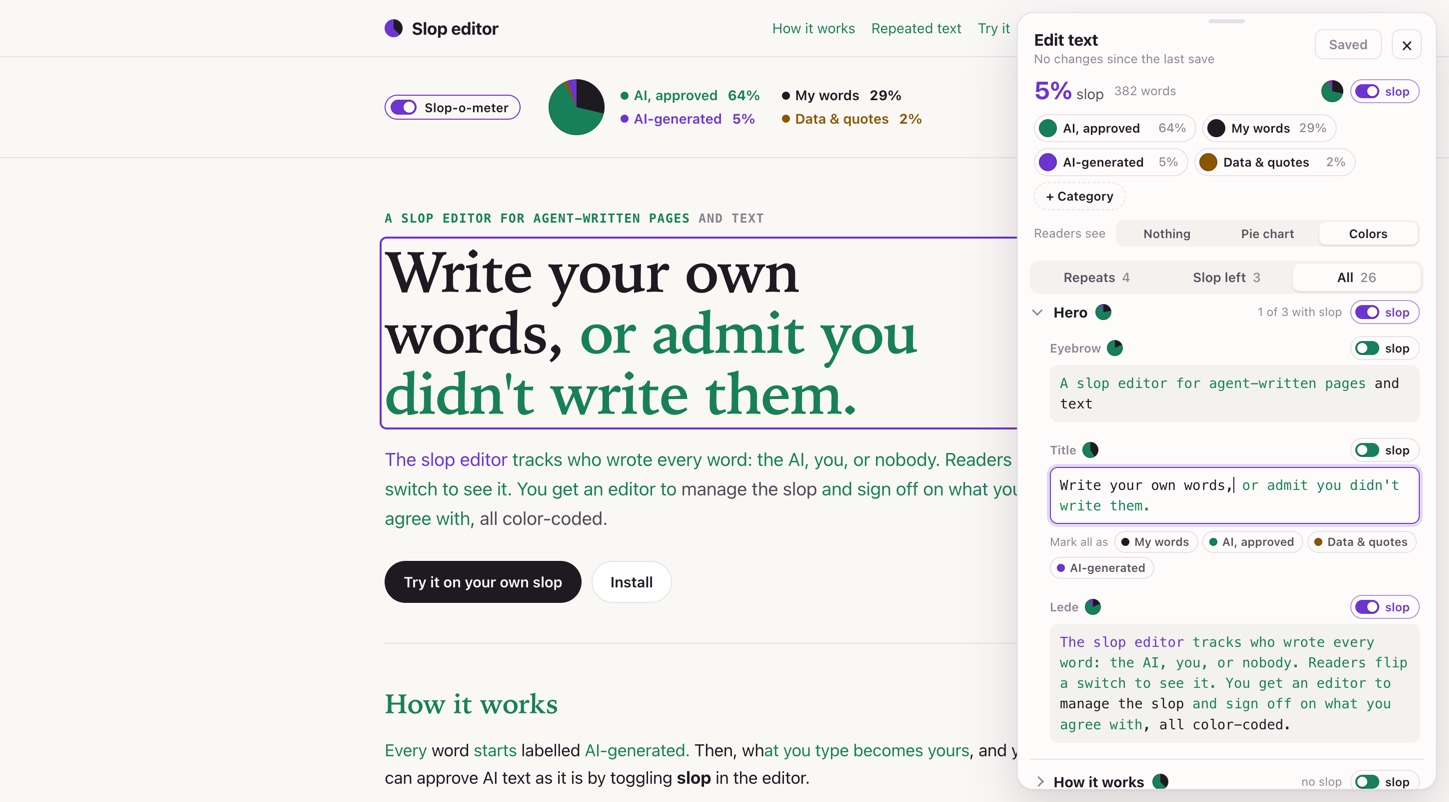 Slop editor
How it works Repeated text Try it
Slop-o-meter
AI, approved 64%
My words 29%
AI-generated 5%
Data & quotes 2%
A SLOP EDITOR FOR AGENT-WRITTEN PAGES AND TEXT
Write your own
words, or admit you
didn't write them.
The slop editor tracks who wrote every word: the AI, you, or nobody. Readers
switch to see it. You get an editor to manage the slop and sign off on what you
agree with, all color-coded.
Try it on your own slop
Install
How it works
Every word starts labelled AI-generated. Then, what you type becomes yours, and y
can approve AI text as it is by toggling slop in the editor.
Edit text
No changes since the last save
Saved
5% slop 382 words
slop
AI, approved 64%
My words 29%
AI-generated 5%
Data & quotes 2%
+ Category
Readers see
Nothing
Pie chart
Colors
Repeats 4
Slop left 3
All 26
Hero
1 of 3 with slop
slop
Eyebrow
slop
A slop editor for agent-written pages and
text
Title
slop
Write your own words, or admit you didn't
write them.
Mark all as My words AI, approved Data & quotes
AI-generated
Lede
slop
The slop editor tracks who wrote every
word: the AI, you, or nobody. Readers flip
a switch to see it. You get an editor to
manage the slop and sign off on what you
agree with, all color-coded.
How it works
no slop
slop